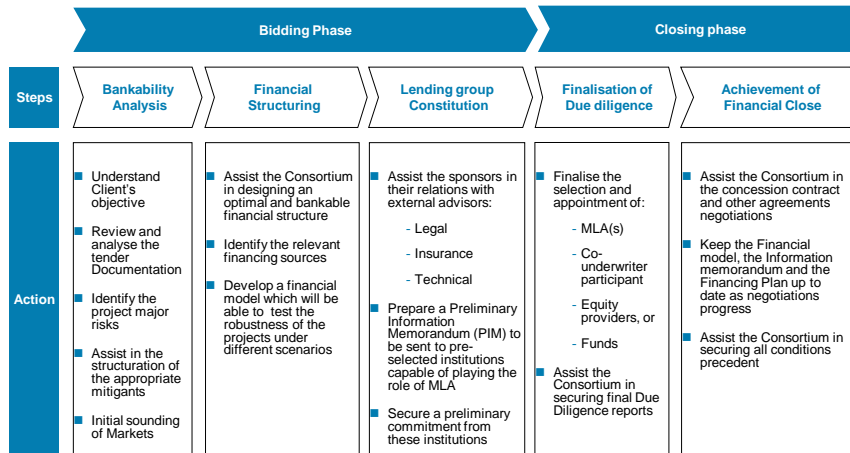 Bidding Phase
Closing phase
Steps
Bankability
Analysis
Financial
Structuring
Lending group
Constitution
Finalisation of
Due diligence
Achievement of
Financial Close
Action
Understand
Client's
objective
Review and
analyse the
tender
Documentation
Identify the
project major
risks
Assist in the
structuration of
the appropriate
mitigants
Initial sounding
of Markets
Assist the Consortium
in designing an
optimal and bankable
financial structure
Identify the relevant
financing sources
Develop a financial
model which will be
able to test the
robustness of the
projects under
different scenarios
Assist the sponsors in
their relations with
external advisors:
- Legal
- Insurance
- Technical
Prepare a Preliminary
Information
Memorandum (PIM) to
be sent to pre-
selected institutions
capable of playing the
role of MLA
Secure a preliminary
commitment from
these institutions
Finalise the
selection and
appointment of:
- MLA(s)
- Co-
underwriter
participant
- Equity
providers, or
- Funds
Assist the
Consortium in
securing final Due
Diligence reports
Assist the Consortium in
the concession contract
and other agreements
negotiations
Keep the Financial
model, the Information
memorandum and the
Financing Plan up to
date as negotiations
progress
Assist the Consortium in
securing all conditions
precedent